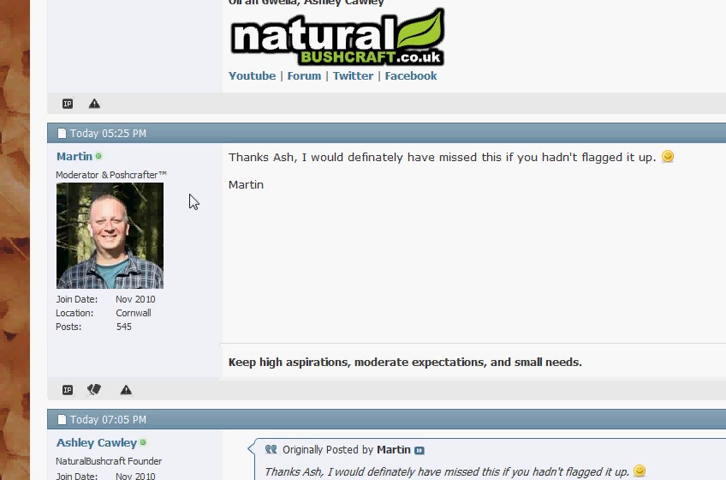 Oll an Gwella, Ashley Cawley
natural
BUSHCRAFT.co.uk
Youtube | Forum | Twitter | Facebook
IP
Today 05:25 PM
Martin
Moderator & Poshcrafter™
Thanks Ash, I would definately have missed this if you hadn't flagged it up.
Martin
Join Date: Nov 2010
Location: Cornwall
Posts: 545
Keep high aspirations, moderate expectations, and small needs.
IP
Today 07:05 PM
Ashley Cawley
NaturalBushcraft Founder
Join Date: Nov 2010
Originally Posted by Martin
Thanks Ash, I would definately have missed this if you hadn't flagged it up.